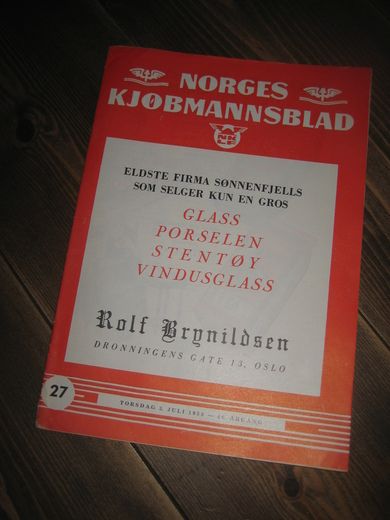 NORGES
KJØBMANNSBLAD
ELDSTE FIRMA SØNNENFJELLS
SOM SELGER KUN EN GROS
GLASS
PORSELEN
STENTØY
VINDUSGLASS
Rolf Brynildsen
DRONNINGENS GATE 13, OSLO
27
TORSDAG JULI — ÅRGANG